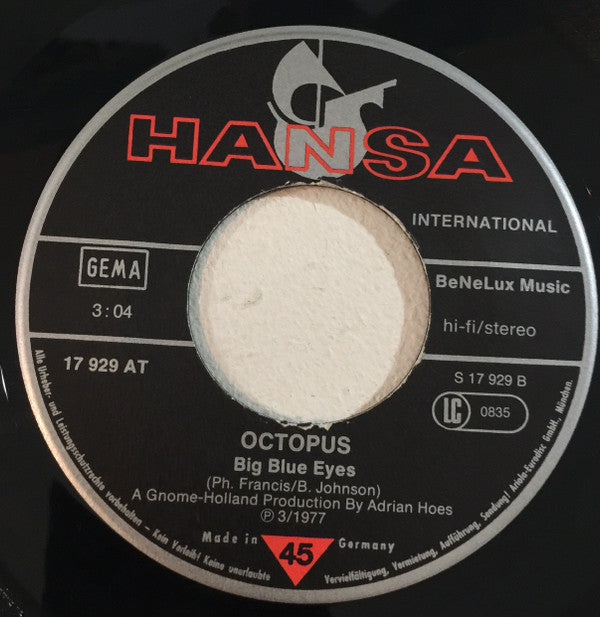 HANSA
INTERNATIONAL
GEMA
BeNeLux Music
3:04
hi-fi/stereo
17 929 AT
S 17 929 B
LC 0835
OCTOPUS
Big Blue Eyes
(Ph. Francis/B. Johnson)
A Gnome-Holland Production By Adrian Hoes
℗ 3/1977
Made in 45 Germany
Alle Urheber- und Leistungsschutzrechte vorbehalten – Kein Verleih! Keine unerlaubte Vervielfältigung, Vermietung, Aufführung, Sendung! Ariola-Eurodisc GmbH, München.